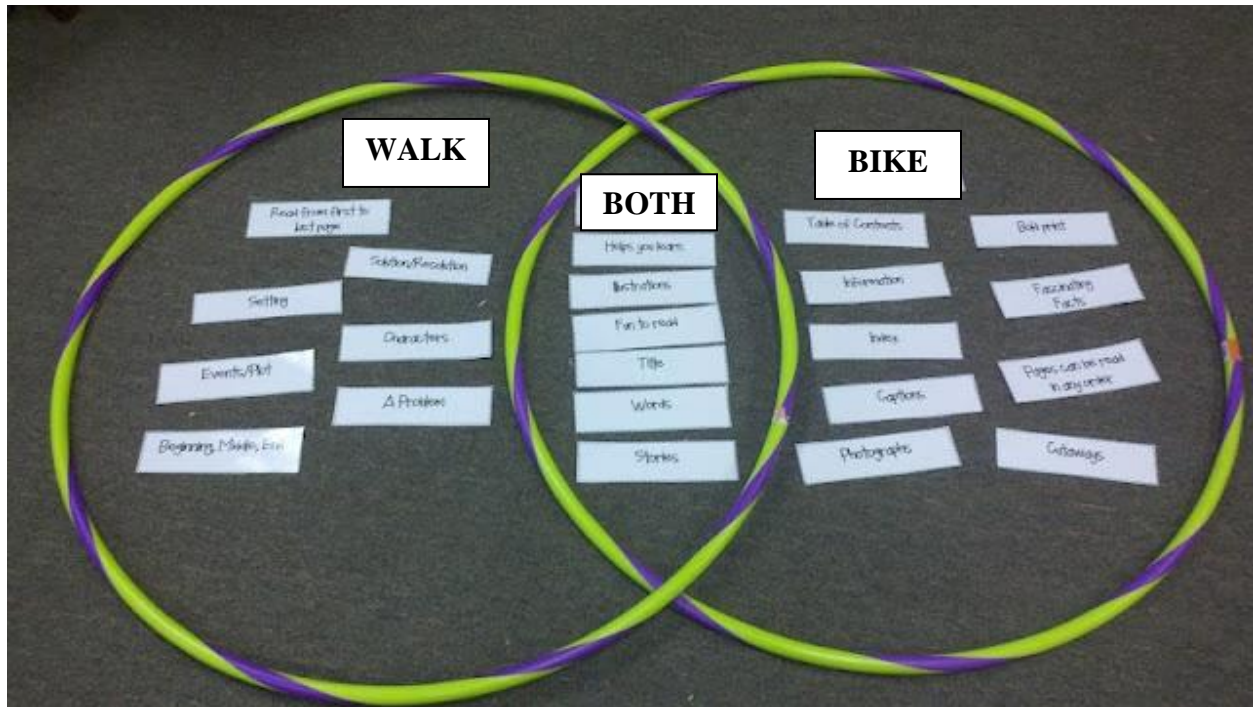 WALK
Read from first to
last page
Solution/Resolution
Setting
Characters
Events/Plot
A Problem
Beginning, Middle, End
BOTH
Helps you learn
Illustrations
Fun to read
Title
Words
Stories
BIKE
Table of Contents
Bold print
Information
Fascinating
Facts
Index
Pages can be read
in any order
Captions
Photographs
Cutaways